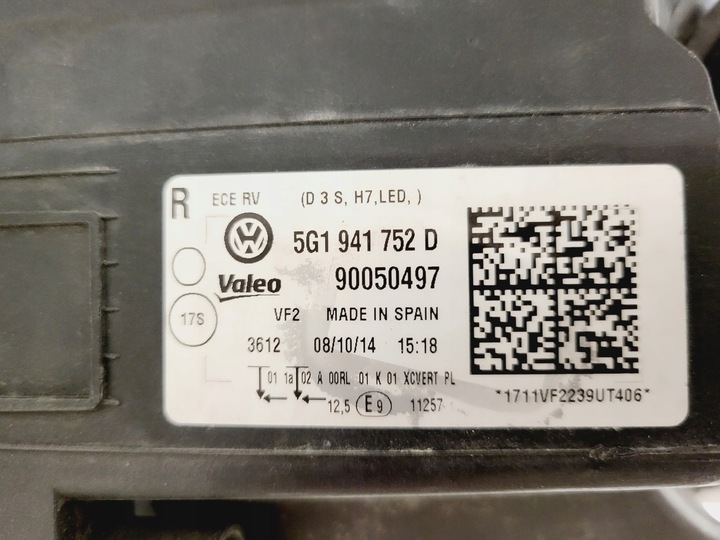 R ECE RV (D 3 S, H7,LED, )
VW
5G1 941 752 D
Valeo 90050497
17S
VF2 MADE IN SPAIN
3612 08/10/14 15:18
01 1a 02 A 00RL 01 K 01 XCVERT PL
12,5 E9 11257
*1711VF2239UT406*